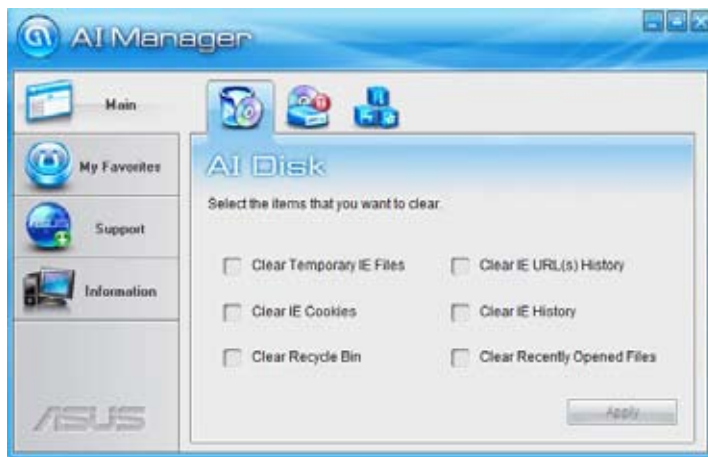 AI Manager
Main
My Favorites
Support
Information
ASUS
AI Disk
Select the items that you want to clear.
Clear Temporary IE Files
Clear IE URL(s) History
Clear IE Cookies
Clear IE History
Clear Recycle Bin
Clear Recently Opened Files
Apply